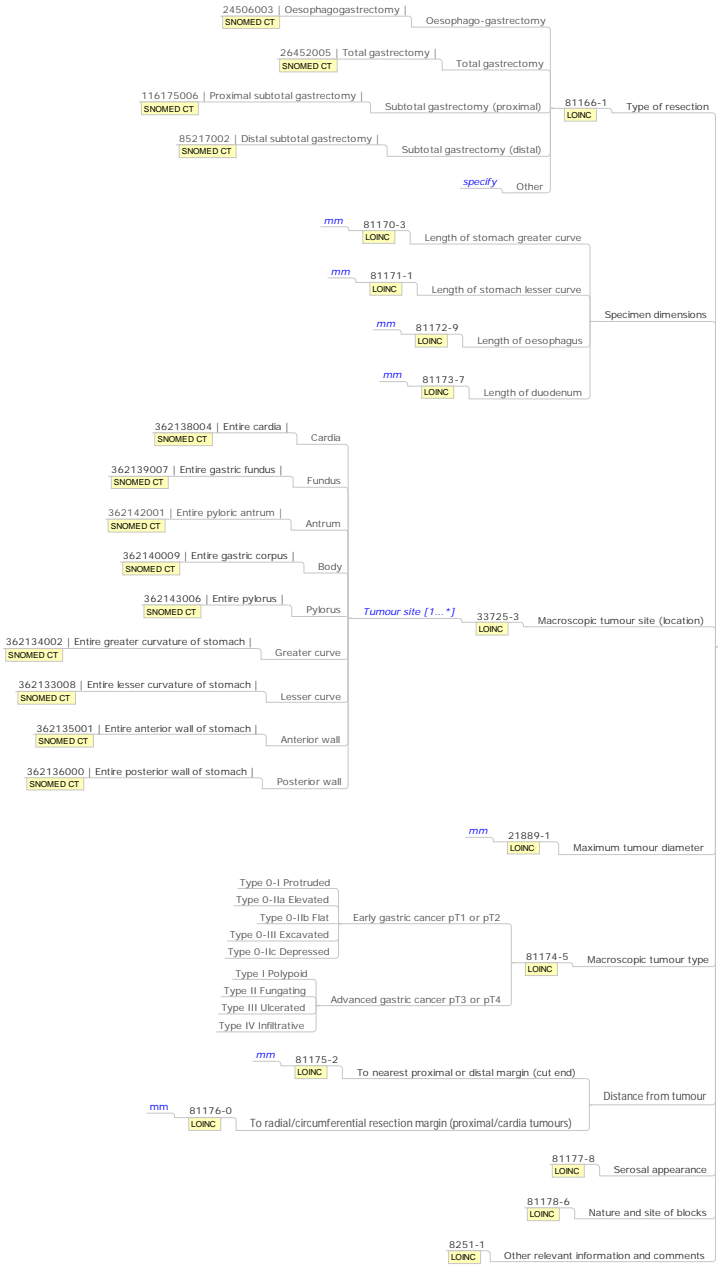 24506003 | Oesophagogastrectomy |
SNOMED CT
Oesophago-gastrectomy
26452005 | Total gastrectomy |
SNOMED CT
Total gastrectomy
116175006 | Proximal subtotal gastrectomy |
SNOMED CT
Subtotal gastrectomy (proximal)
81166-1
LOINC
Type of resection
85217002 | Distal subtotal gastrectomy |
SNOMED CT
Subtotal gastrectomy (distal)
specify
Other
mm
81170-3
LOINC
Length of stomach greater curve
mm
81171-1
LOINC
Length of stomach lesser curve
Specimen dimensions
mm
81172-9
LOINC
Length of oesophagus
mm
81173-7
LOINC
Length of duodenum
362138004 | Entire cardia |
SNOMED CT
Cardia
362139007 | Entire gastric fundus |
SNOMED CT
Fundus
362142001 | Entire pyloric antrum |
SNOMED CT
Antrum
362140009 | Entire gastric corpus |
SNOMED CT
Body
362143006 | Entire pylorus |
SNOMED CT
Pylorus
Tumour site [1...*]
33725-3
LOINC
Macroscopic tumour site (location)
362134002 | Entire greater curvature of stomach |
SNOMED CT
Greater curve
362133008 | Entire lesser curvature of stomach |
SNOMED CT
Lesser curve
362135001 | Entire anterior wall of stomach |
SNOMED CT
Anterior wall
362136000 | Entire posterior wall of stomach |
SNOMED CT
Posterior wall
mm
21889-1
LOINC
Maximum tumour diameter
Type 0-I Protruded
Type 0-IIa Elevated
Type 0-IIb Flat
Type 0-III Excavated
Type 0-IIc Depressed
Early gastric cancer pT1 or pT2
81174-5
LOINC
Macroscopic tumour type
Type I Polypoid
Type II Fungating
Type III Ulcerated
Type IV Infiltrative
Advanced gastric cancer pT3 or pT4
mm
81175-2
LOINC
To nearest proximal or distal margin (cut end)
Distance from tumour
mm
81176-0
LOINC
To radial/circumferential resection margin (proximal/cardia tumours)
81177-8
LOINC
Serosal appearance
81178-6
LOINC
Nature and site of blocks
8251-1
LOINC
Other relevant information and comments